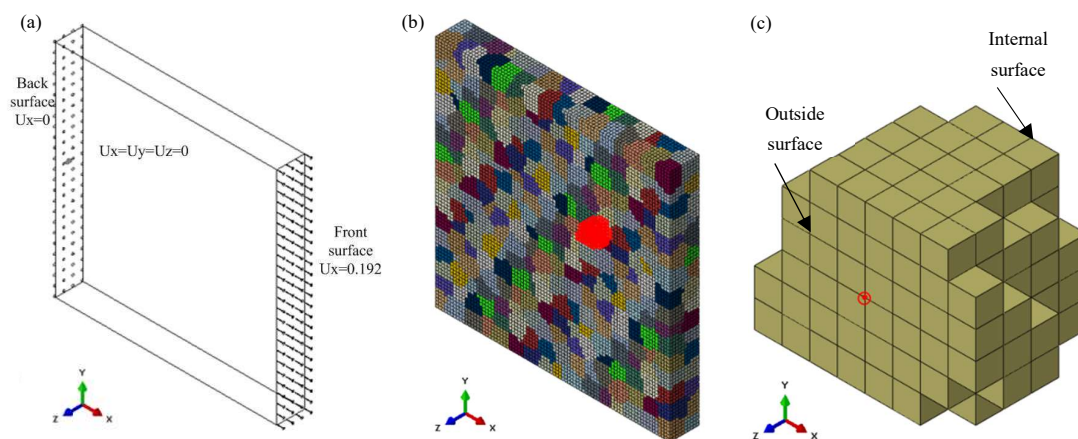 (a)
Back
surface
Ux=0
Ux=Uy=Uz=0
Front
surface
Ux=0.192
Y
Z
X
(b)
Y
Z
X
(c)
Internal
surface
Outside
surface
Y
Z
X